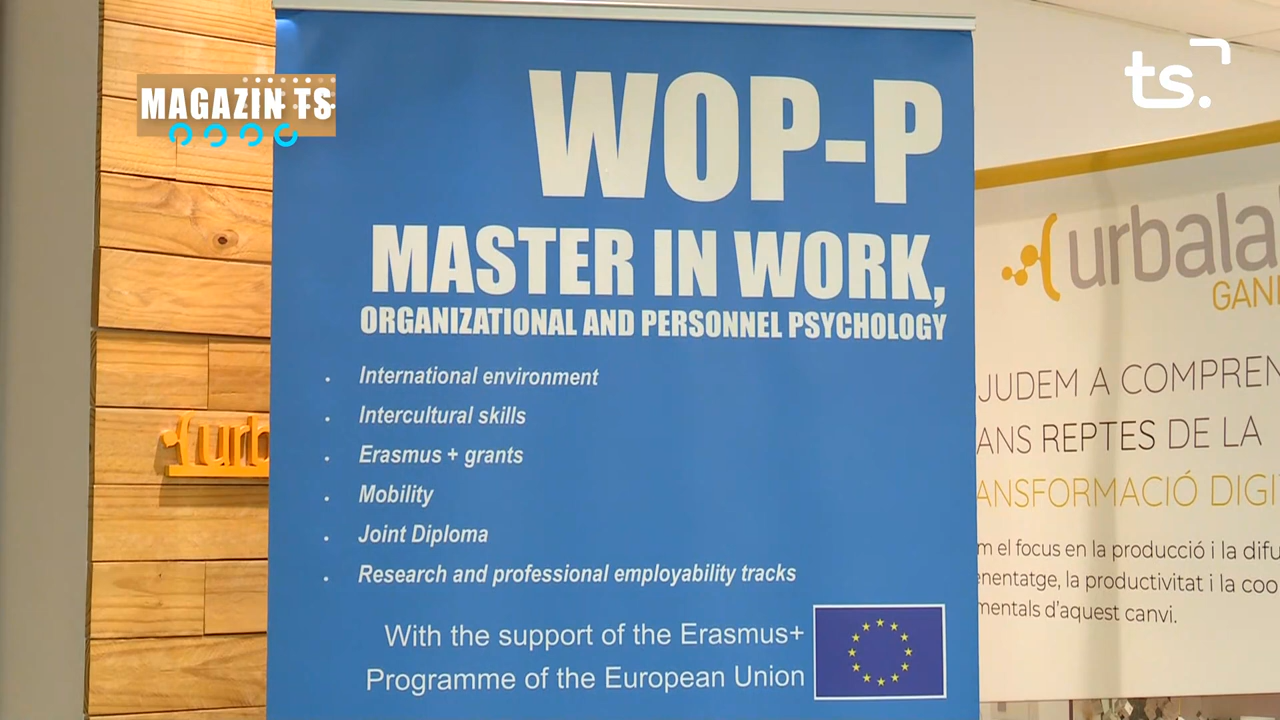 MAGAZIN TS
ts.
WOP-P
MASTER IN WORK,
ORGANIZATIONAL AND PERSONNEL PSYCHOLOGY
. International environment
. Intercultural skills
. Erasmus + grants
. Mobility
. Joint Diploma
. Research and professional employability tracks
With the support of the Erasmus+
Programme of the European Union
urb
urbala
GAN
JUDEM A COMPREN
ANS REPTES DE LA
ANSFORMACIÓ DIGI
m el focus en la producció i la difu
enentatge, la productivitat i la coo
mentals d'aquest canvi.